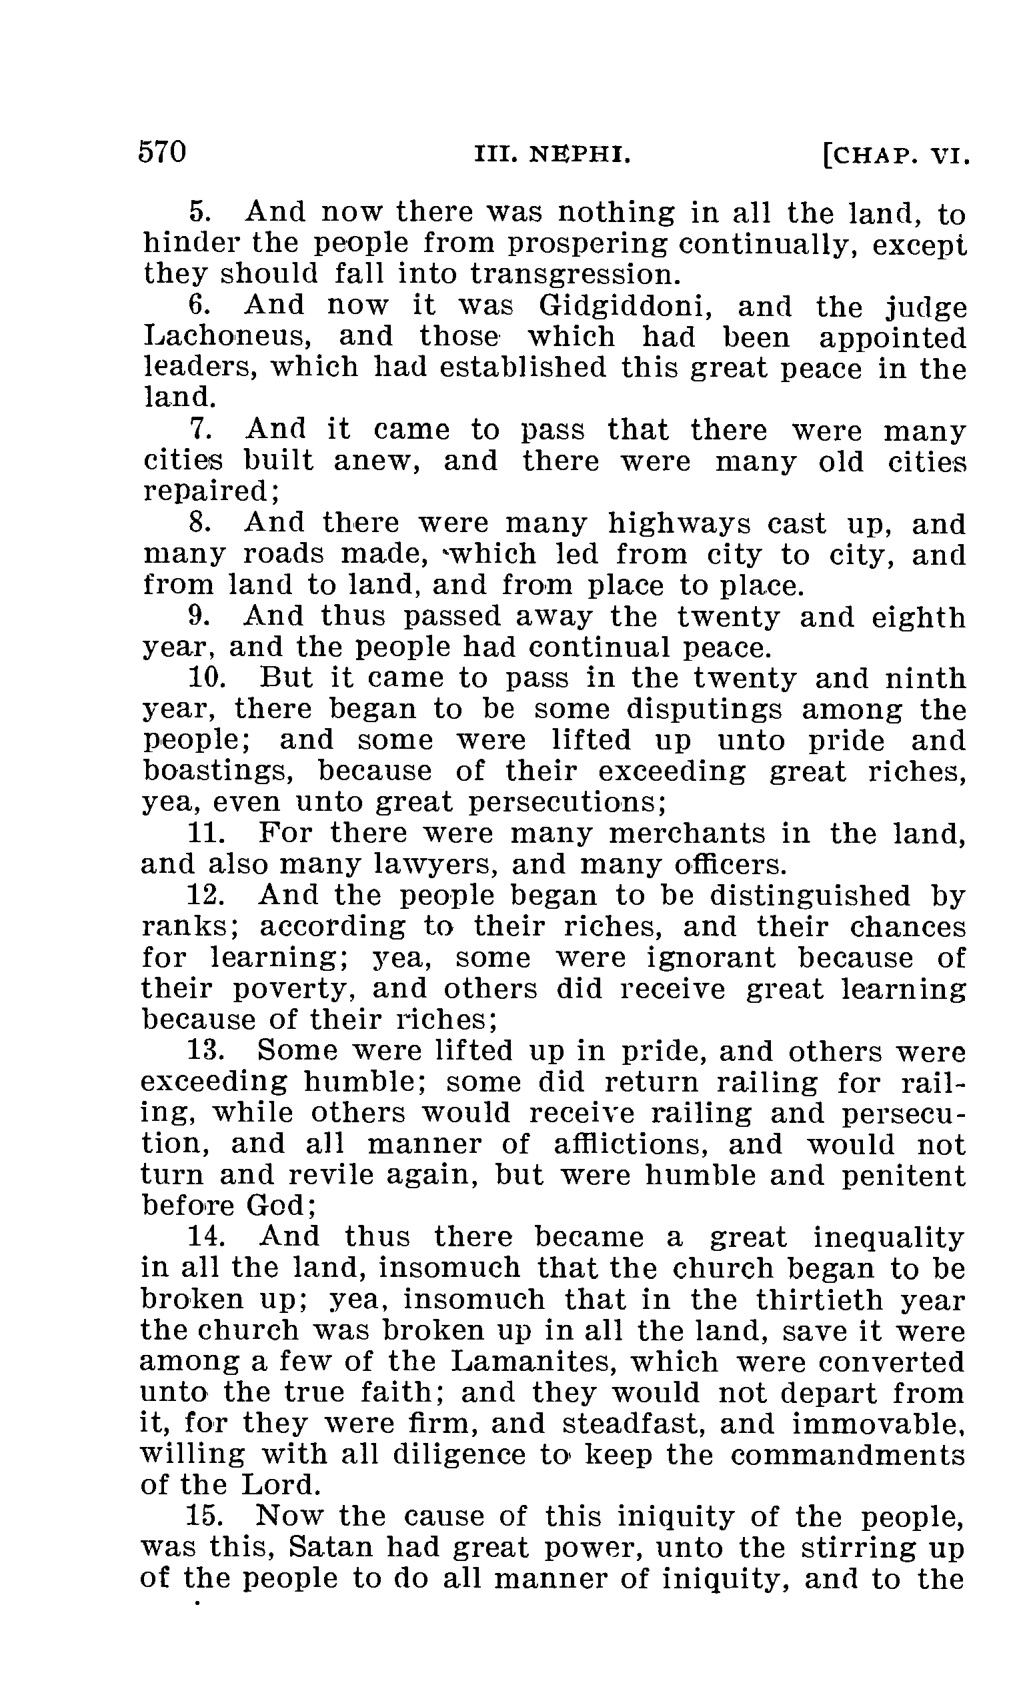 570 III. NEPHI. [CHAP. VI.
5. And now there was nothing in all the land, to
hinder the people from prospering continually, except
they should fall into transgression.
6. And now it was Gidgiddoni, and the judge
Lachoneus, and those which had been appointed
leaders, which had established this great peace in the
land.
7. And it came to pass that there were many
cities built anew, and there were many old cities
repaired;
8. And there were many highways cast up, and
many roads made, which led from city to city, and
from land to land, and from place to place.
9. And thus passed away the twenty and eighth
year, and the people had continual peace.
10. But it came to pass in the twenty and ninth
year, there began to be some disputings among the
people; and some were lifted up unto pride and
boastings, because of their exceeding great riches,
yea, even unto great persecutions;
11. For there were many merchants in the land,
and also many lawyers, and many officers.
12. And the people began to be distinguished by
ranks; according to their riches, and their chances
for learning; yea, some were ignorant because of
their poverty, and others did receive great learning
because of their riches;
13. Some were lifted up in pride, and others were
exceeding humble; some did return railing for rail-
ing, while others would receive railing and persecu-
tion, and all manner of afflictions, and would not
turn and revile again, but were humble and penitent
before God;
14. And thus there became a great inequality
in all the land, insomuch that the church began to be
broken up; yea, insomuch that in the thirtieth year
the church was broken up in all the land, save it were
among a few of the Lamanites, which were converted
unto the true faith; and they would not depart from
it, for they were firm, and steadfast, and immovable,
willing with all diligence to keep the commandments
of the Lord.
15. Now the cause of this iniquity of the people,
was this, Satan had great power, unto the stirring up
of the people to do all manner of iniquity, and to the